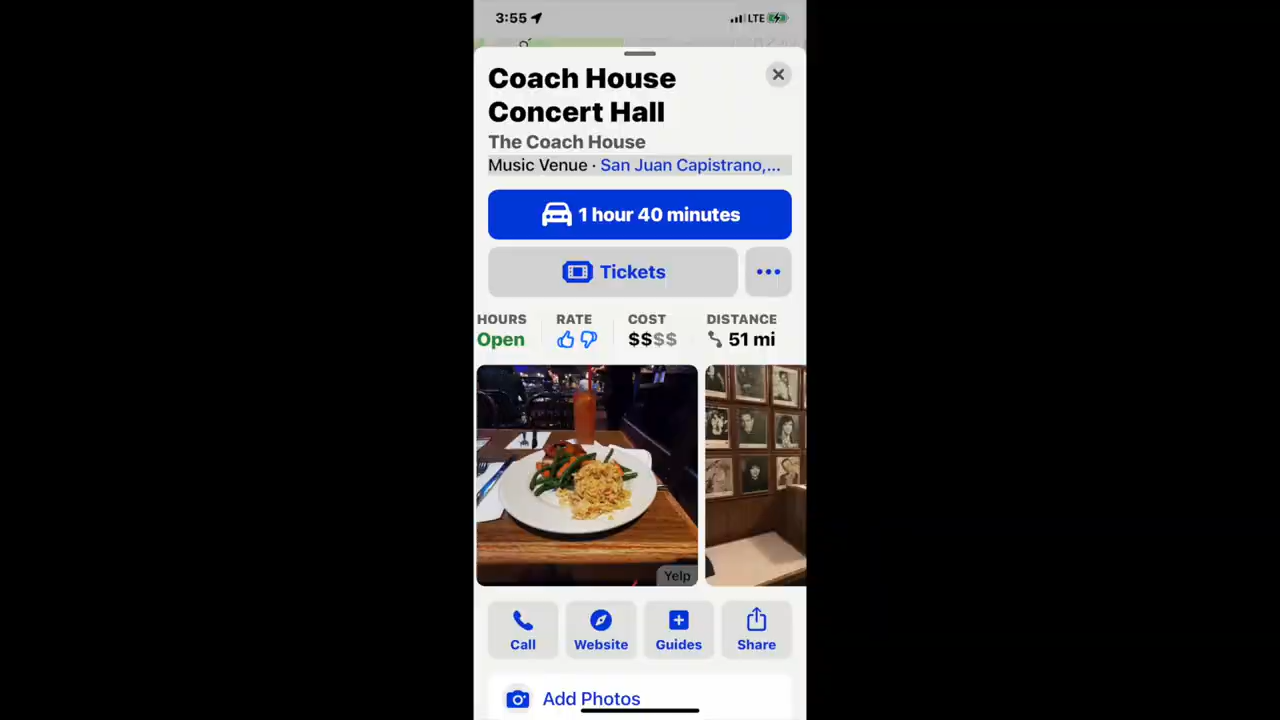 3:55
LTE
Coach House
Concert Hall
The Coach House
Music Venue · San Juan Capistrano,...
1 hour 40 minutes
Tickets
HOURS RATE COST DISTANCE
Open $$$$ 51 mi
Yelp
Call Website Guides Share
Add Photos